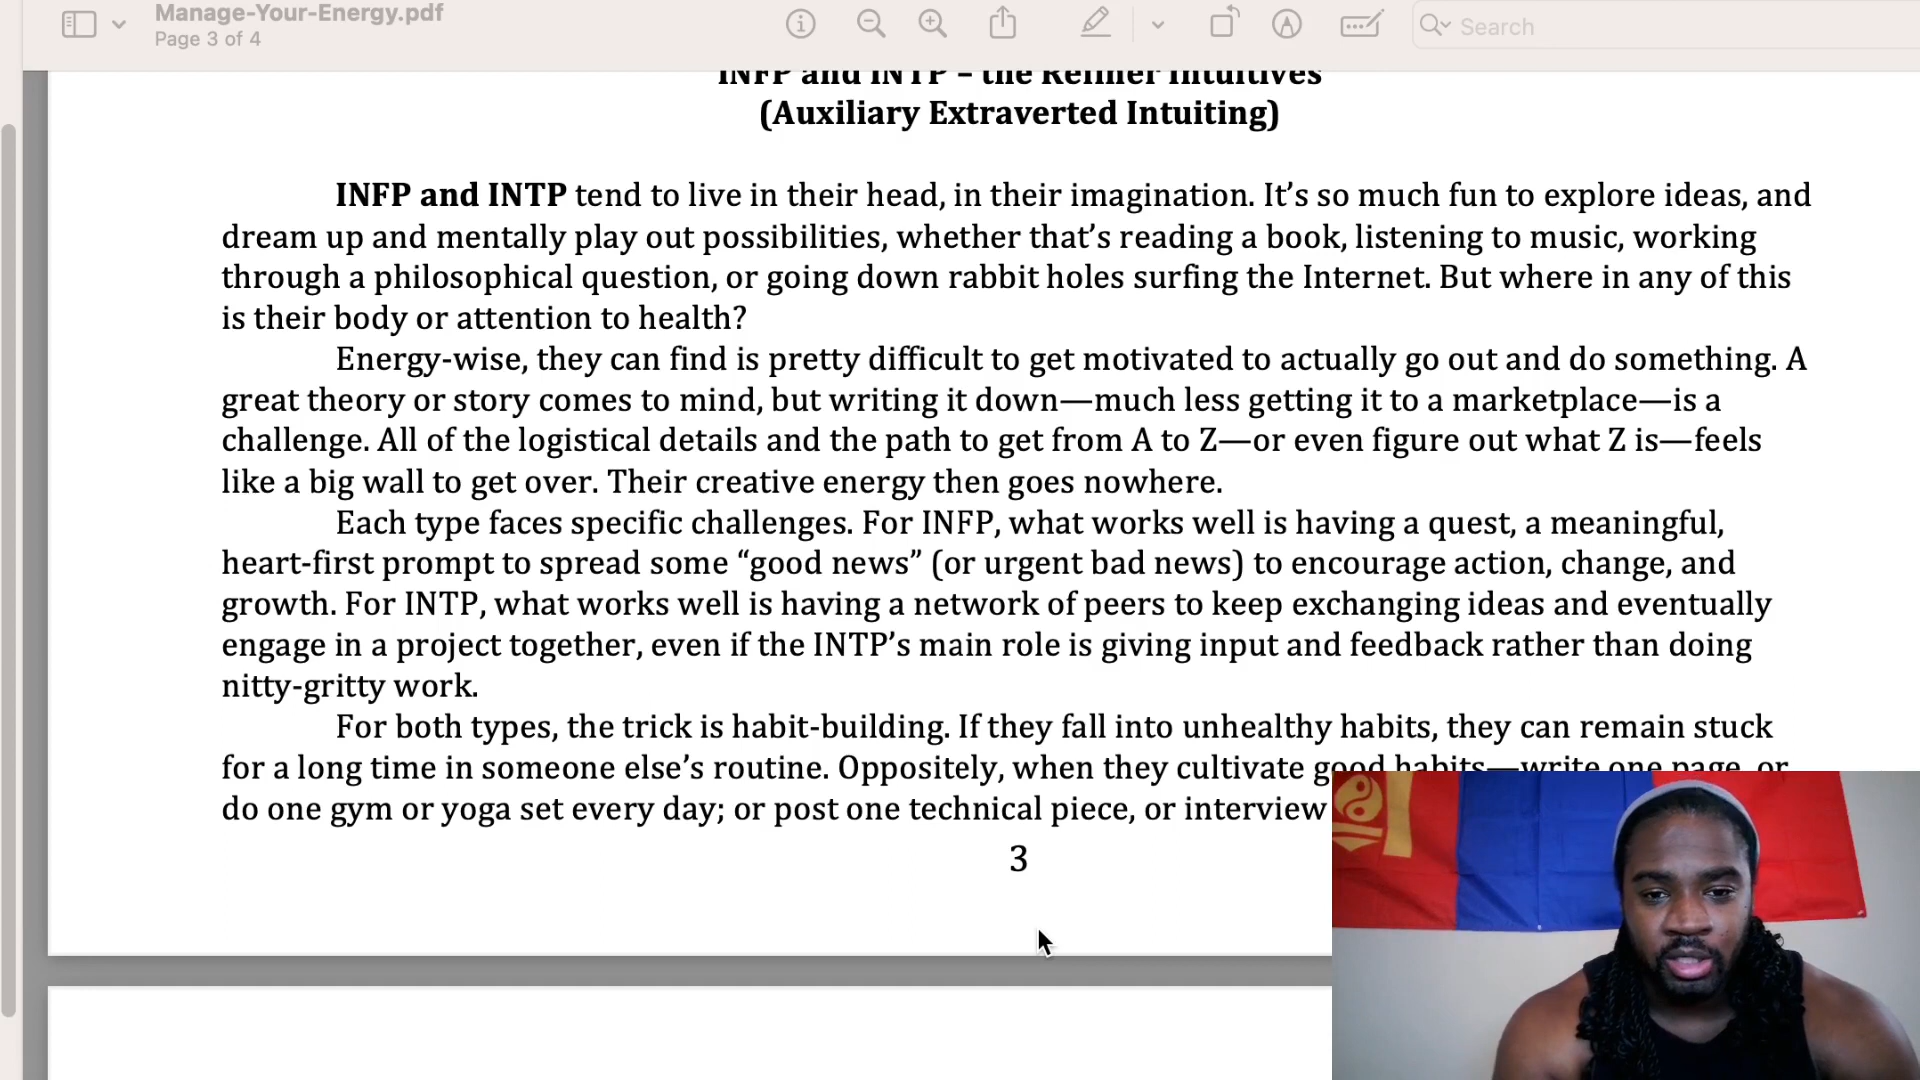 Manage-Your-Energy.pdf
Page 3 of 4
Search
INFP and INTP – the Refiner Intuitives
(Auxiliary Extraverted Intuiting)
INFP and INTP tend to live in their head, in their imagination. It’s so much fun to explore ideas, and
dream up and mentally play out possibilities, whether that’s reading a book, listening to music, working
through a philosophical question, or going down rabbit holes surfing the Internet. But where in any of this
is their body or attention to health?
Energy-wise, they can find is pretty difficult to get motivated to actually go out and do something. A
great theory or story comes to mind, but writing it down—much less getting it to a marketplace—is a
challenge. All of the logistical details and the path to get from A to Z—or even figure out what Z is—feels
like a big wall to get over. Their creative energy then goes nowhere.
Each type faces specific challenges. For INFP, what works well is having a quest, a meaningful,
heart-first prompt to spread some “good news” (or urgent bad news) to encourage action, change, and
growth. For INTP, what works well is having a network of peers to keep exchanging ideas and eventually
engage in a project together, even if the INTP’s main role is giving input and feedback rather than doing
nitty-gritty work.
For both types, the trick is habit-building. If they fall into unhealthy habits, they can remain stuck
for a long time in someone else’s routine. Oppositely, when they cultivate good habits—write one page, or
do one gym or yoga set every day; or post one technical piece, or interview
3